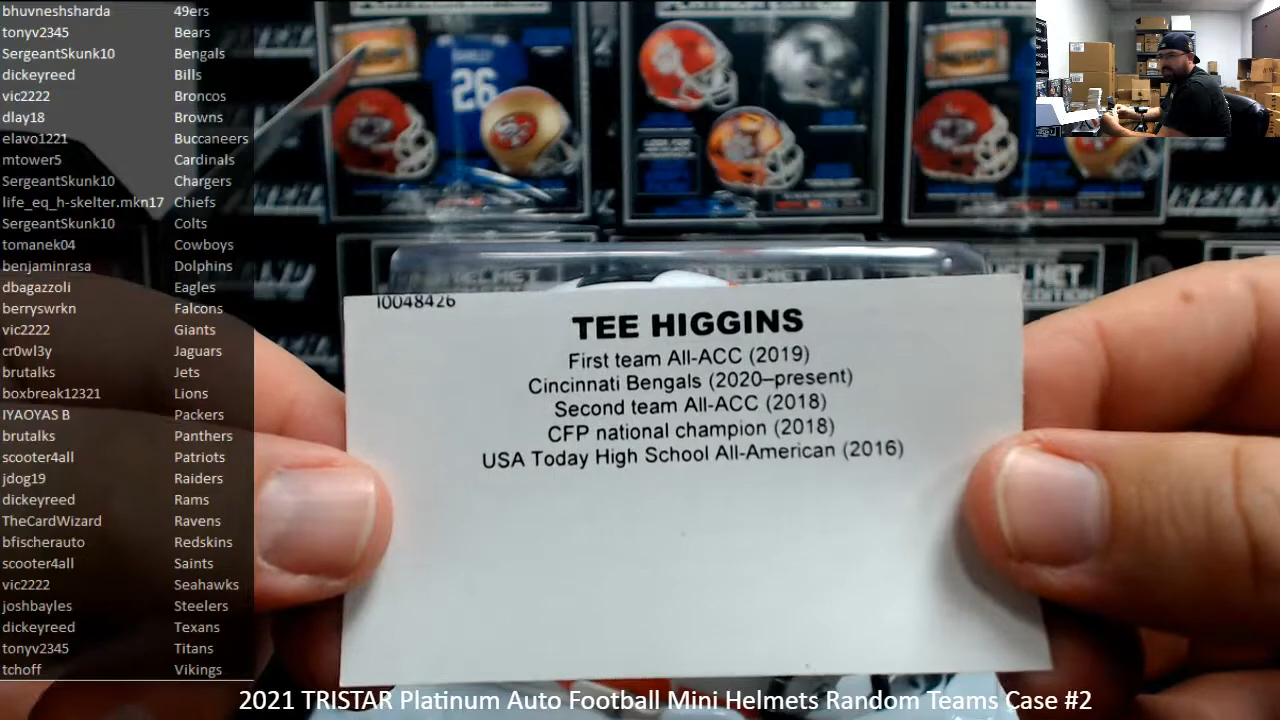 bhuvneshsharda 49ers
tonyv2345 Bears
SergeantSkunk10 Bengals
dickeyreed Bills
vic2222 Broncos
dlay18 Browns
elavo1221 Buccaneers
mtower5 Cardinals
SergeantSkunk10 Chargers
life_eq_h-skelter.mkn17 Chiefs
SergeantSkunk10 Colts
tomanek04 Cowboys
benjaminrasa Dolphins
dbagazzoli Eagles
berryswrkn Falcons
vic2222 Giants
cr0wl3y Jaguars
brutalks Jets
boxbreak12321 Lions
IYAOYAS B Packers
brutalks Panthers
scooter4all Patriots
jdog19 Raiders
dickeyreed Rams
TheCardWizard Ravens
bfischerauto Redskins
scooter4all Saints
vic2222 Seahawks
joshbayles Steelers
dickeyreed Texans
tonyv2345 Titans
tchoff Vikings
26
10048426
TEE HIGGINS
First team All-ACC (2019)
Cincinnati Bengals (2020–present)
Second team All-ACC (2018)
CFP national champion (2018)
USA Today High School All-American (2016)
2021 TRISTAR Platinum Auto Football Mini Helmets Random Teams Case #2